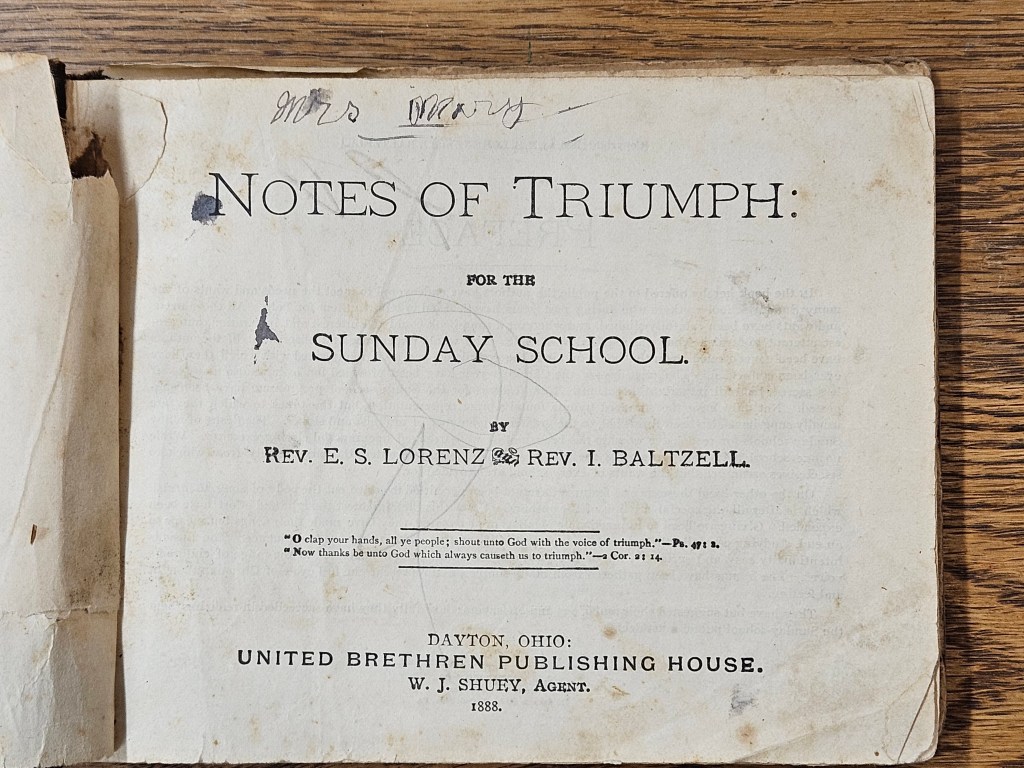 Mrs Mary
NOTES OF TRIUMPH:
FOR THE
SUNDAY SCHOOL.
BY
REV. E. S. LORENZ & REV. I. BALTZELL.
"O clap your hands, all ye people; shout unto God with the voice of triumph."—Ps. 47: 2.
"Now thanks be unto God which always causeth us to triumph."—2 Cor. 2: 14.
DAYTON, OHIO:
UNITED BRETHREN PUBLISHING HOUSE.
W. J. SHUEY, AGENT.
1888.